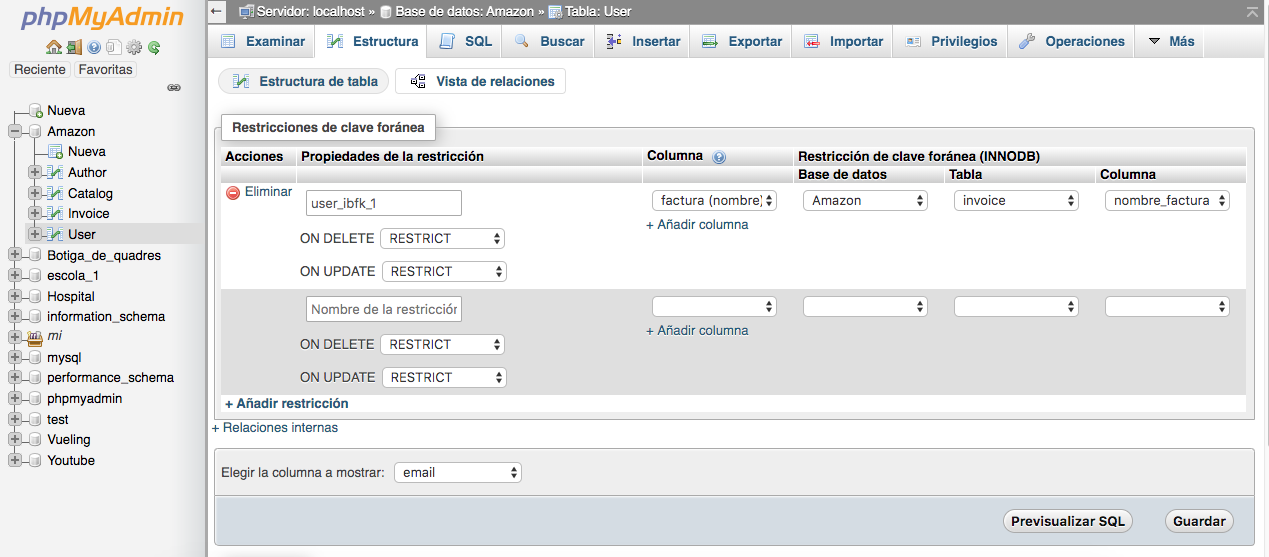 phpMyAdmin
Reciente Favoritas
Nueva
Amazon
Nueva
Author
Catalog
Invoice
User
Botiga_de_quadres
escola_1
Hospital
information_schema
mi
mysql
performance_schema
phpmyadmin
test
Vueling
Youtube
Servidor: localhost » Base de datos: Amazon » Tabla: User
Examinar Estructura SQL Buscar Insertar Exportar Importar Privilegios Operaciones Más
Estructura de tabla Vista de relaciones
Restricciones de clave foránea
Acciones Propiedades de la restricción Columna Restricción de clave foránea (INNODB)
Base de datos Tabla Columna
Eliminar user_ibfk_1 factura (nombre) Amazon invoice nombre_factura
+ Añadir columna
ON DELETE RESTRICT
ON UPDATE RESTRICT
Nombre de la restricción
+ Añadir columna
ON DELETE RESTRICT
ON UPDATE RESTRICT
+ Añadir restricción
+ Relaciones internas
Elegir la columna a mostrar: email
Previsualizar SQL Guardar